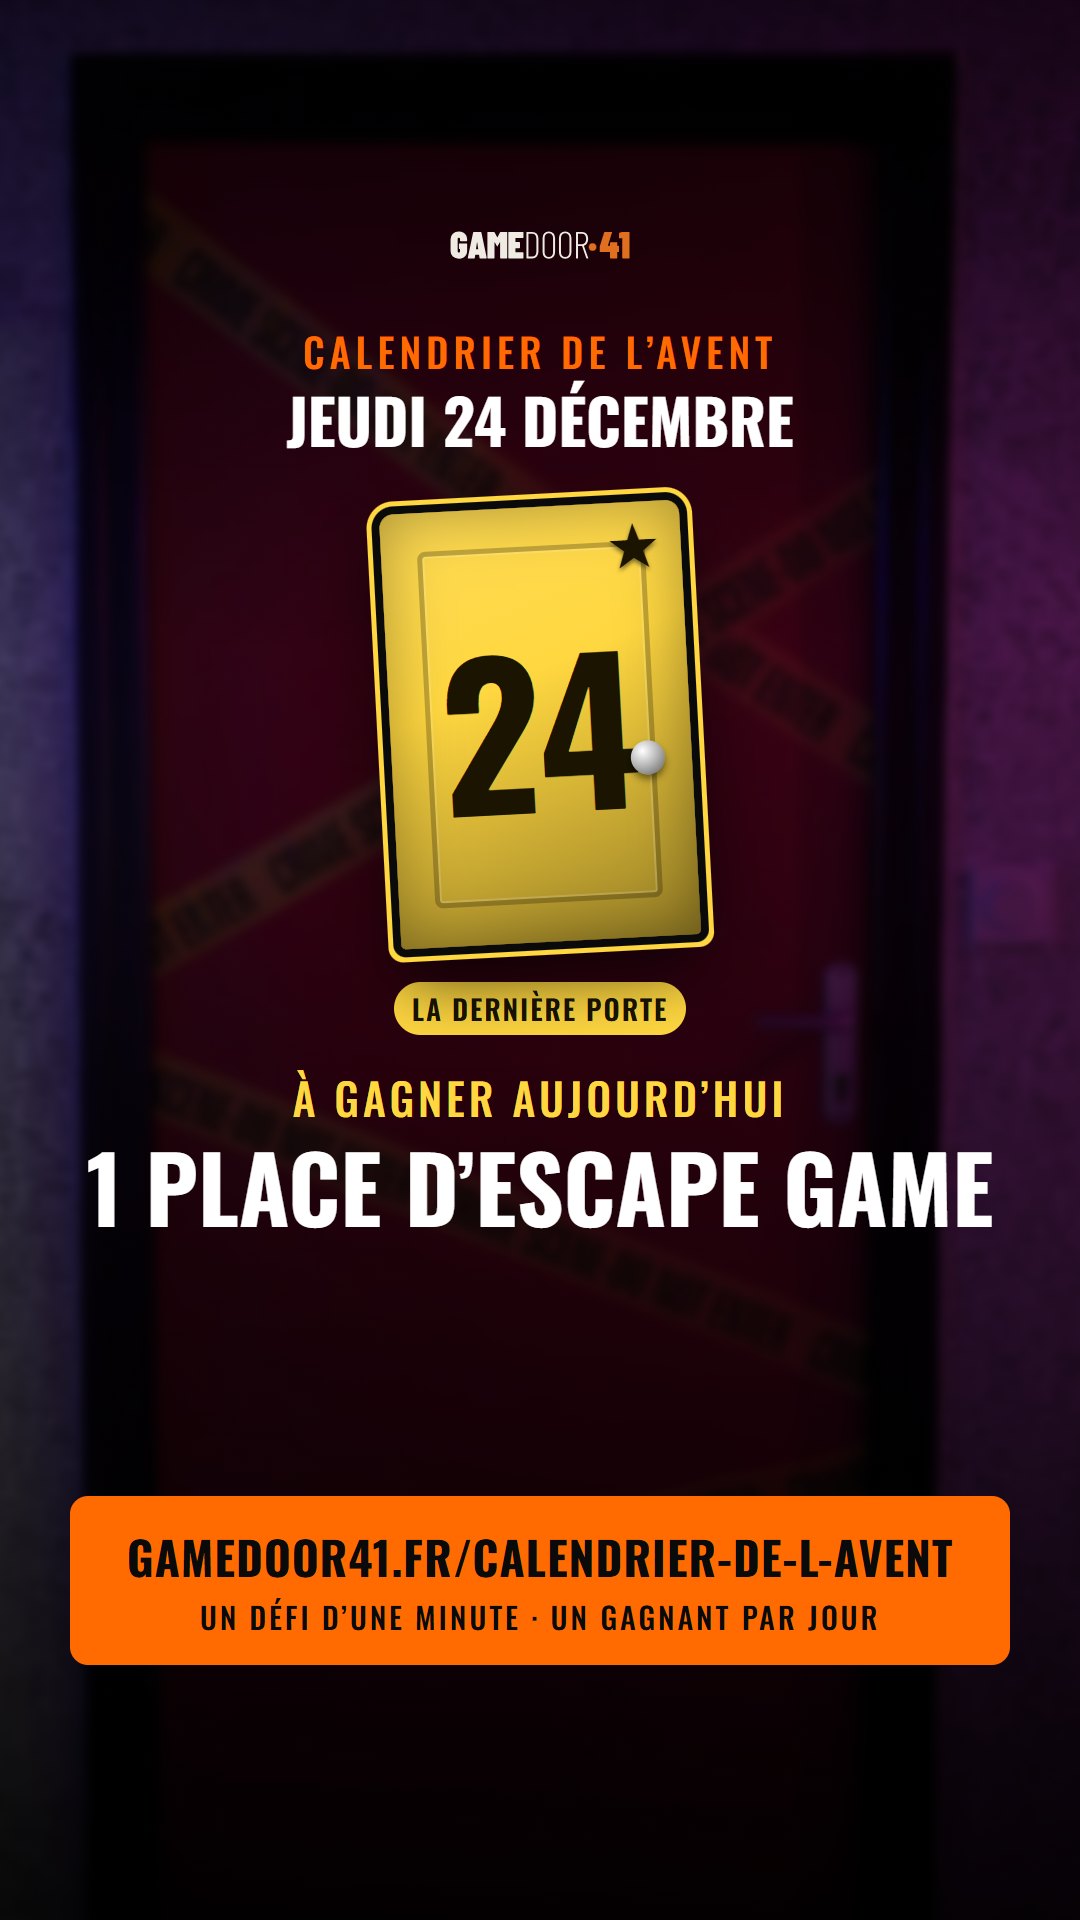 GAMEDOOR•41
CALENDRIER DE L’AVENT
JEUDI 24 DÉCEMBRE
24
LA DERNIÈRE PORTE
À GAGNER AUJOURD’HUI
1 PLACE D’ESCAPE GAME
GAMEDOOR41.FR/CALENDRIER-DE-L-AVENT
UN DÉFI D’UNE MINUTE · UN GAGNANT PAR JOUR